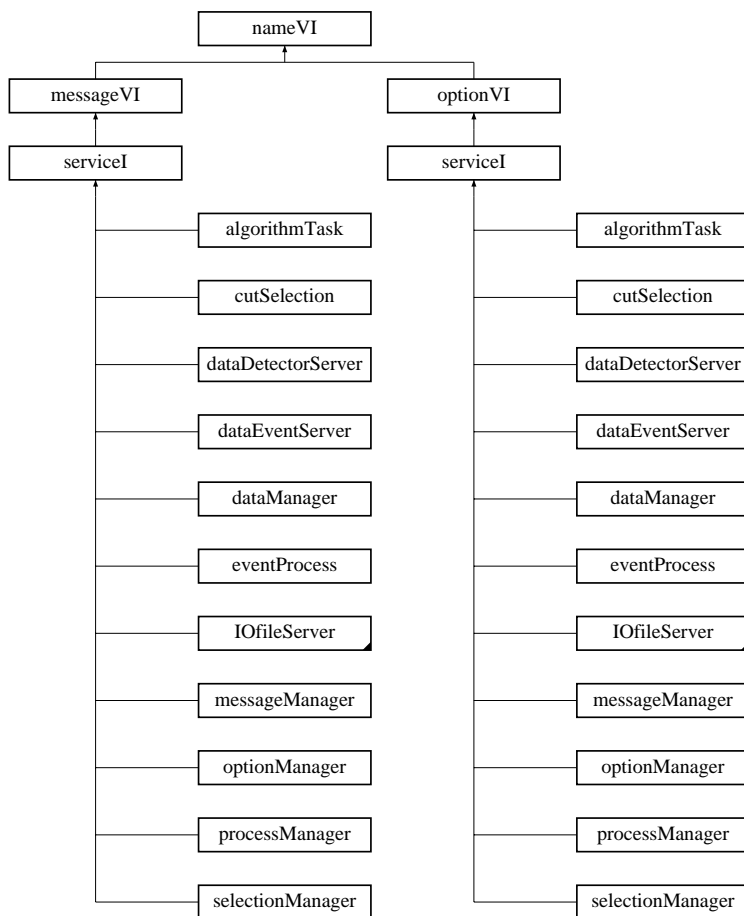 nameVI
messageVI
optionVI
serviceI
serviceI
algorithmTask
algorithmTask
cutSelection
cutSelection
dataDetectorServer
dataDetectorServer
dataEventServer
dataEventServer
dataManager
dataManager
eventProcess
eventProcess
IOfileServer
IOfileServer
messageManager
messageManager
optionManager
optionManager
processManager
processManager
selectionManager
selectionManager